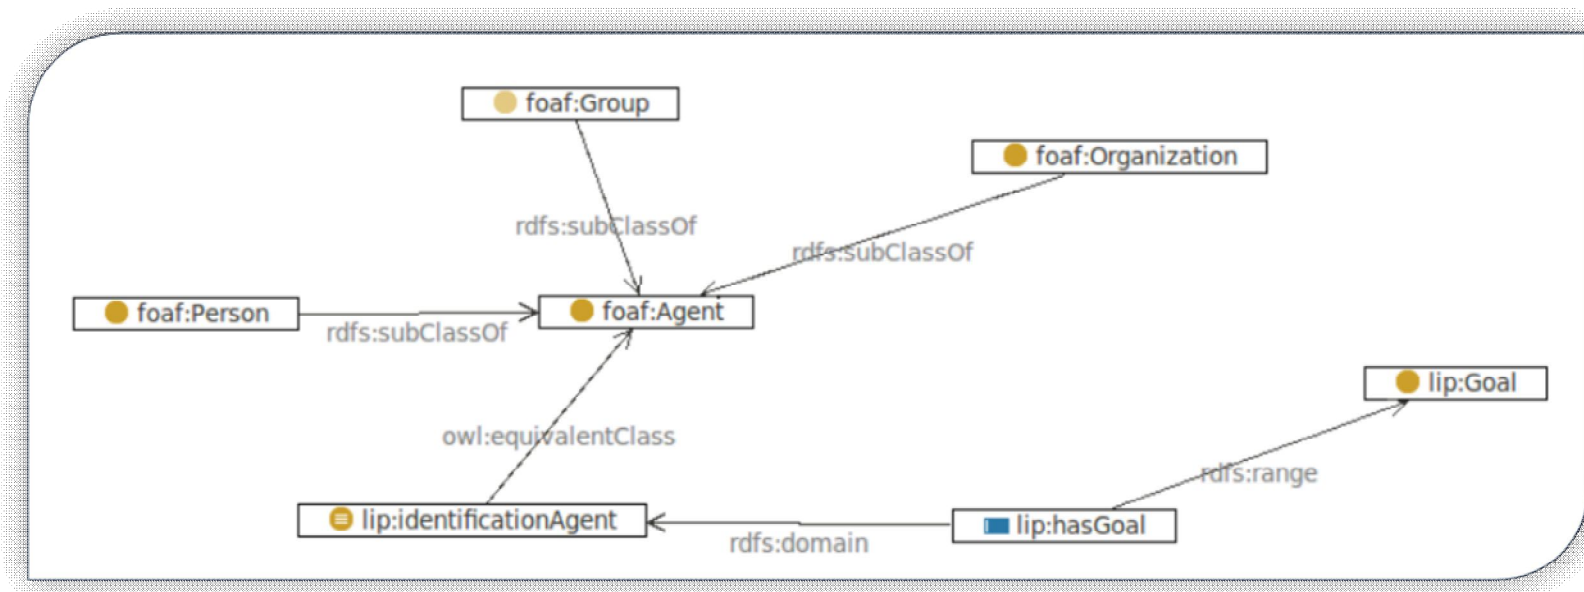 foaf:Group
foaf:Organization
rdfs:subClassOf
rdfs:subClassOf
foaf:Person
foaf:Agent
rdfs:subClassOf
lip:Goal
owl:equivalentClass
rdfs:range
lip:identificationAgent
lip:hasGoal
rdfs:domain